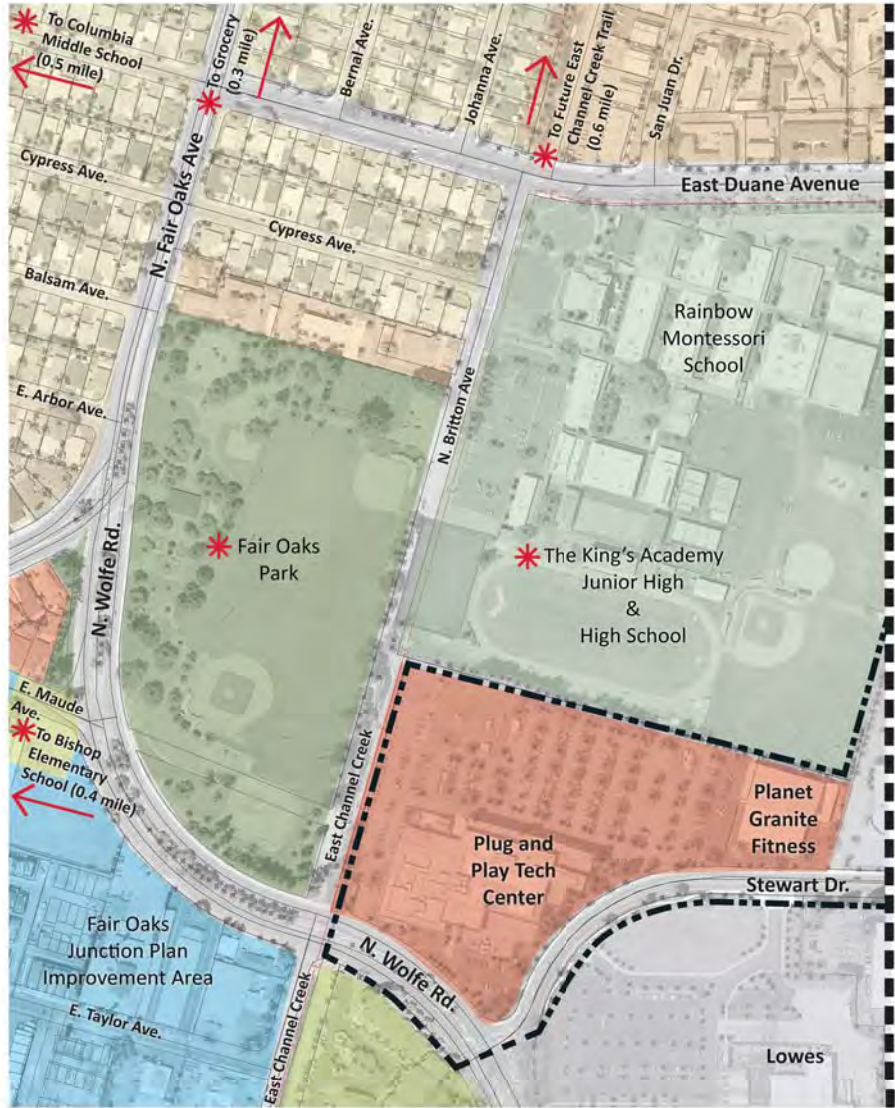 To Columbia
Middle School
(0.5 mile)
To Grocery
(0.3 mile)
Bernal Ave.
Johanna Ave.
To Future East
Channel Creek Trail
(0.6 mile)
San Juan Dr.
East Duane Avenue
Cypress Ave.
N. Fair Oaks Ave
Cypress Ave.
Balsam Ave.
Rainbow
Montessori
School
E. Arbor Ave.
N. Britton Ave
N. Wolfe Rd.
Fair Oaks
Park
The King's Academy
Junior High
&
High School
E. Maude
Ave.
To Bishop
Elementary
School (0.4 mile)
East Channel Creek
Planet
Granite
Fitness
Plug and
Play Tech
Center
Stewart Dr.
Fair Oaks
Junction Plan
Improvement Area
N. Wolfe Rd.
E. Taylor Ave.
East Channel Creek
Lowes